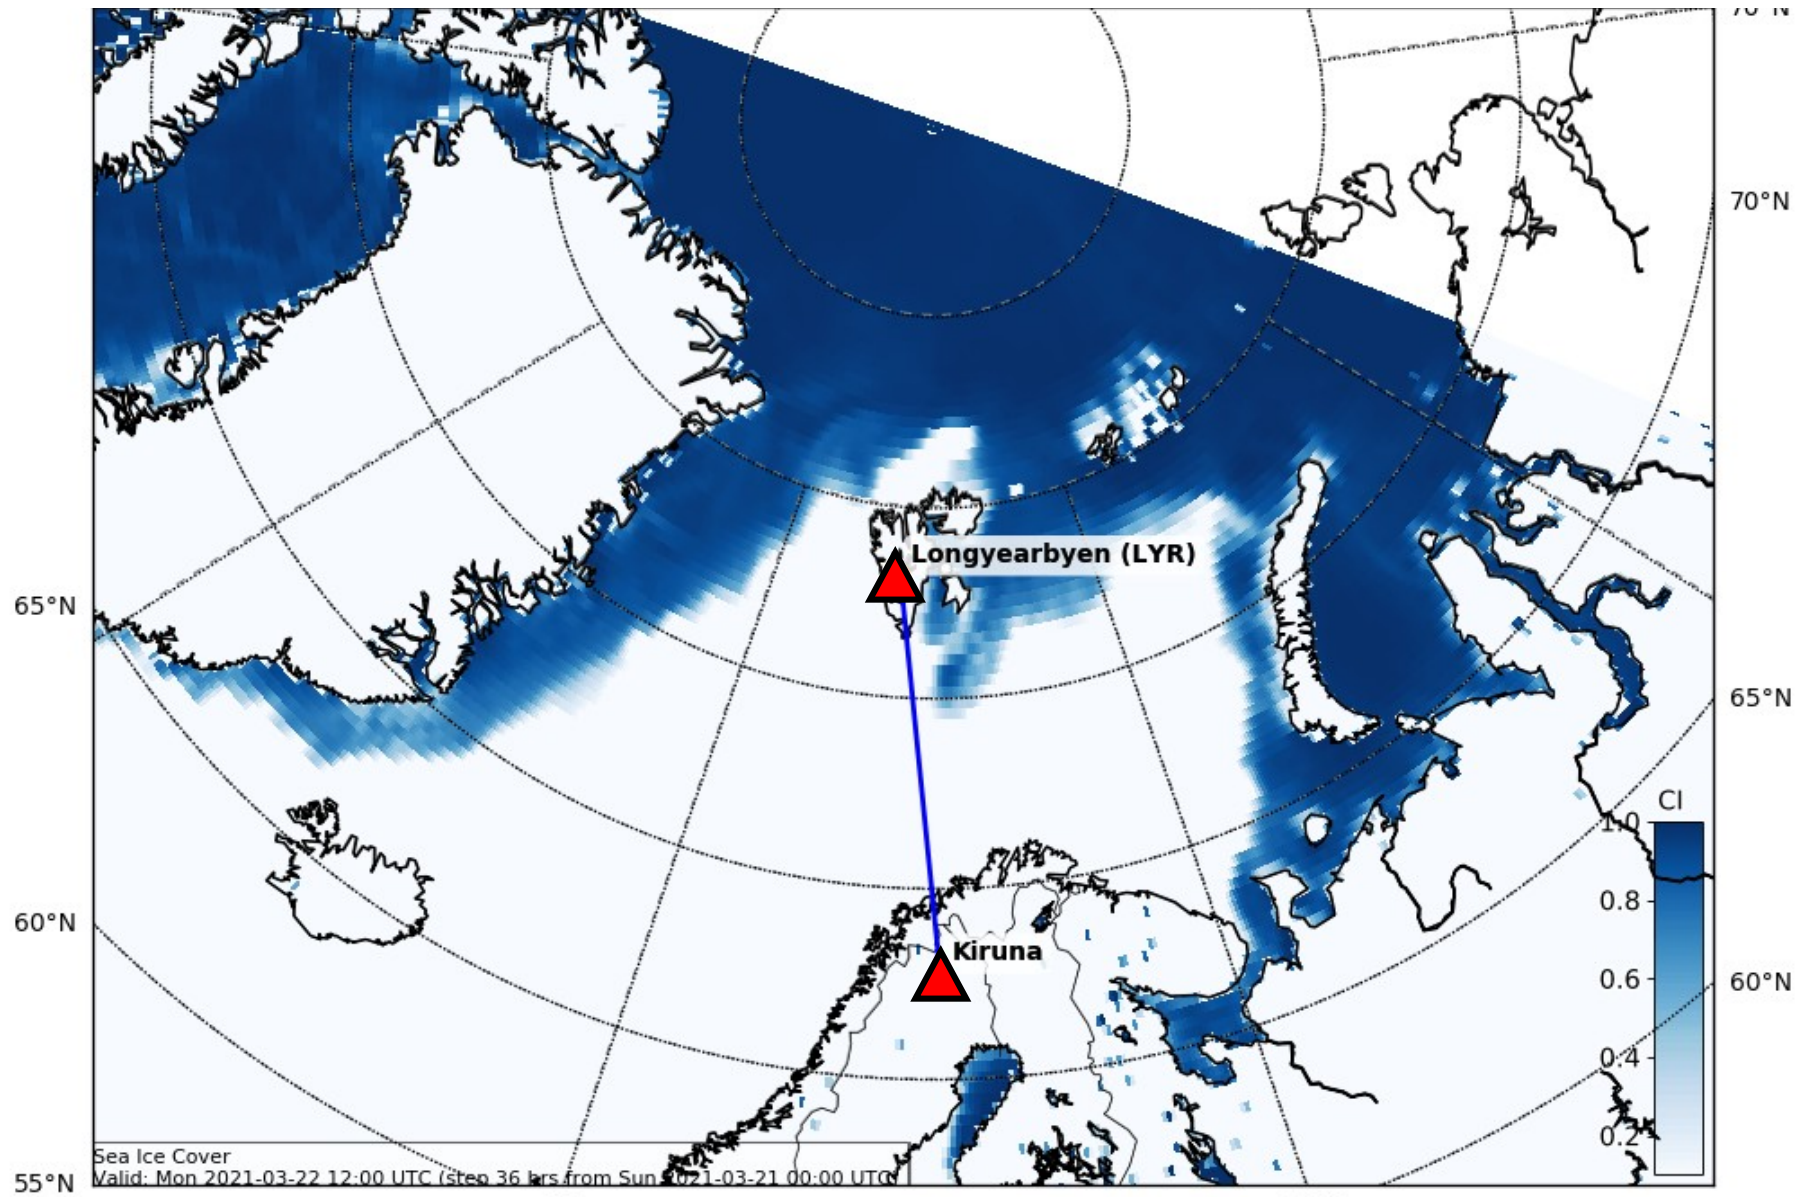 70°N
70°N
Longyearbyen (LYR)
65°N
65°N
CI
1.0
0.8
60°N
Kiruna
60°N
0.6
0.4
0.2
Sea Ice Cover
Valid: Mon 2021-03-22 12:00 UTC (step 36 hrs from Sun 2021-03-21 00:00 UTC)
55°N